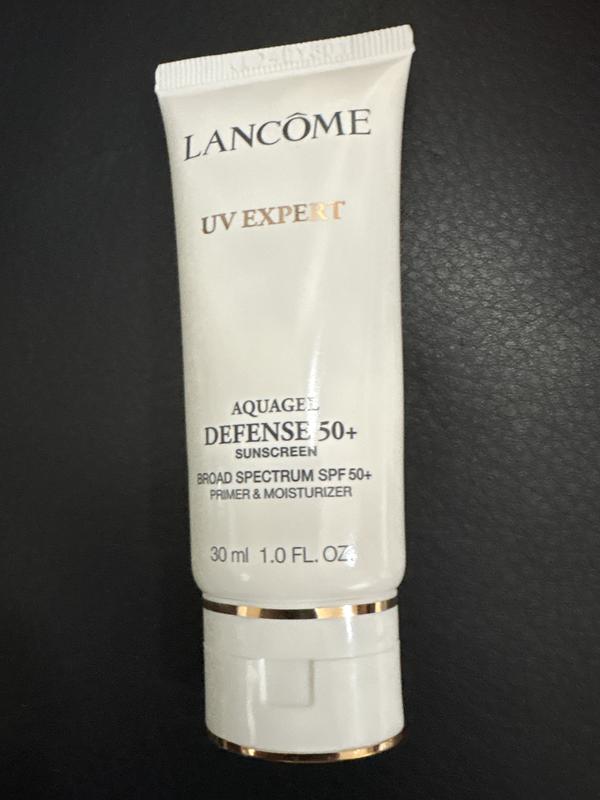 LANCÔME
UV EXPERT
AQUAGEL
DEFENSE 50+
SUNSCREEN
BROAD SPECTRUM SPF 50+
PRIMER & MOISTURIZER
30 ml 1.0 FL. OZ.